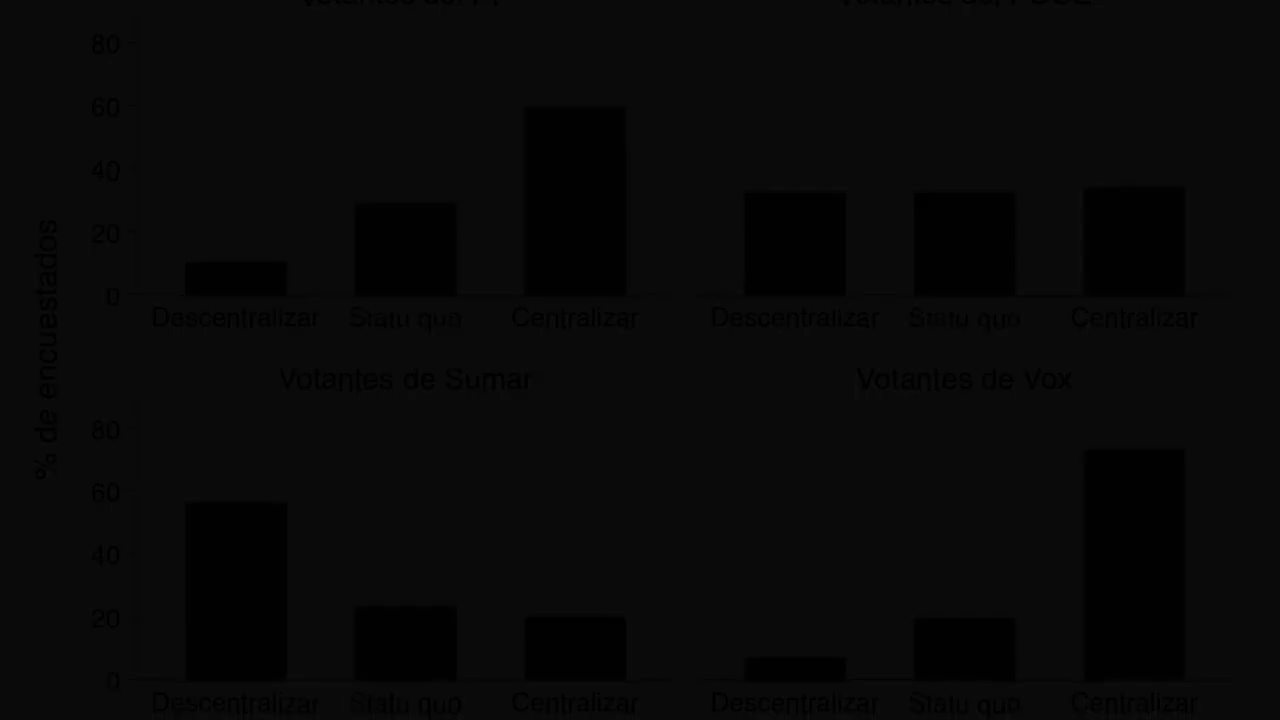 80
60
40
20
0
Descentralizar Statu quo Centralizar Descentralizar Statu quo Centralizar
% de encuestados
Votantes de Sumar Votantes de Vox
80
60
40
20
0
Descentralizar Statu quo Centralizar Descentralizar Statu quo Centralizar